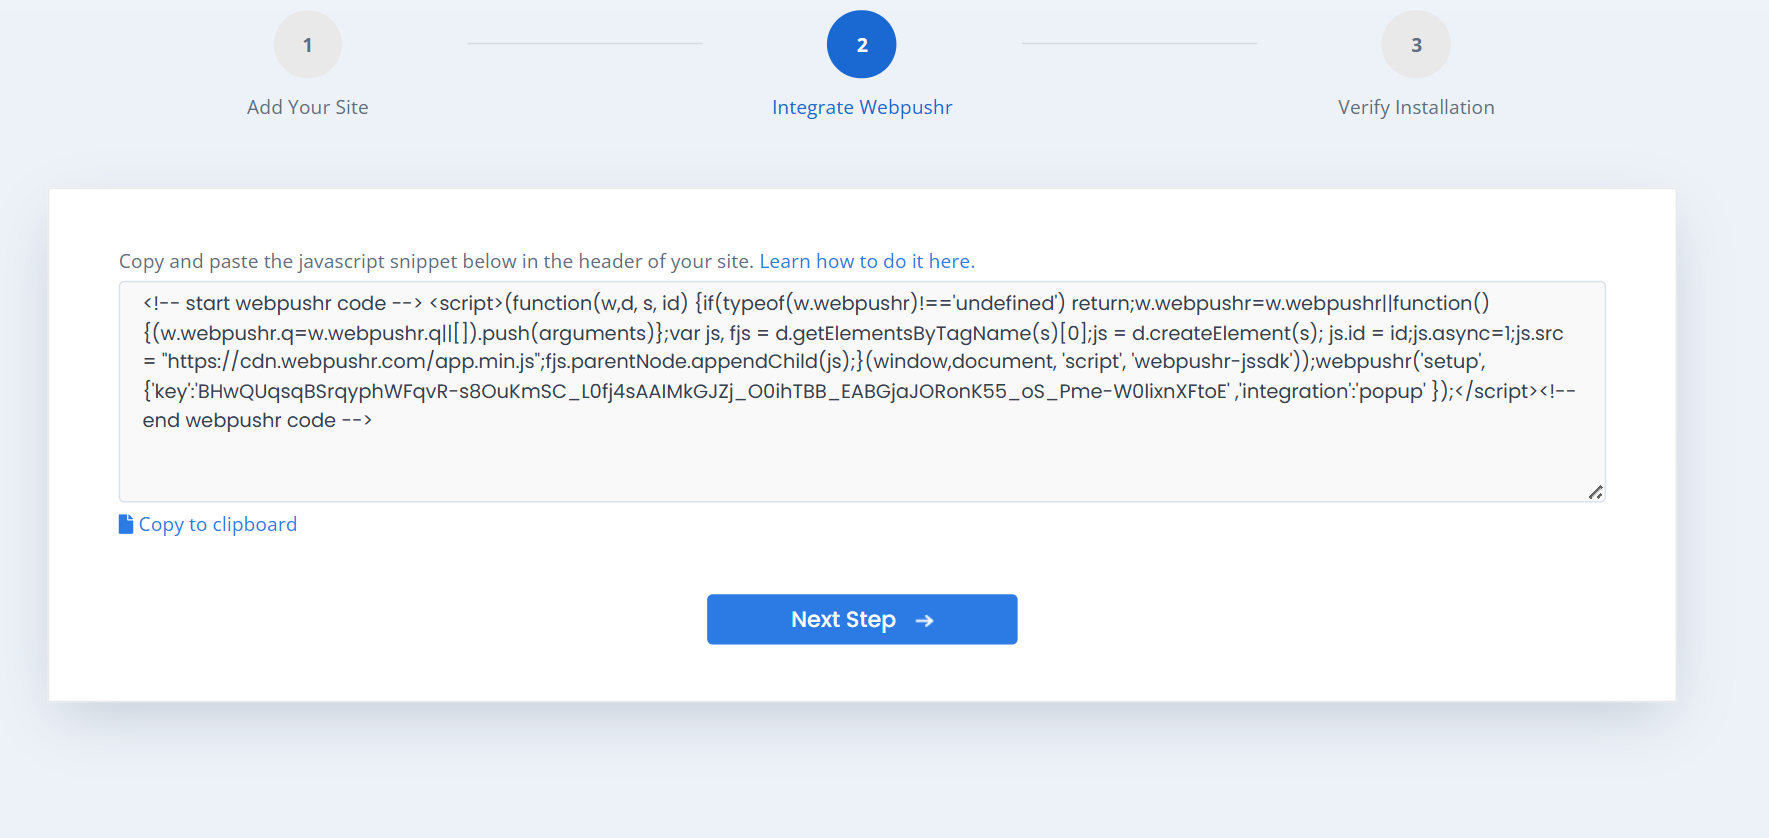 1
2
3
Add Your Site
Integrate Webpushr
Verify Installation
Copy and paste the javascript snippet below in the header of your site. Learn how to do it here.
<!-- start webpushr code --> <script>(function(w,d, s, id) {if(typeof(w.webpushr)!=='undefined') return;w.webpushr=w.webpushr||function()
{(w.webpushr.q=w.webpushr.q||[]).push(arguments)};var js, fjs = d.getElementsByTagName(s)[0];js = d.createElement(s); js.id = id;js.async=1;js.src
= "https://cdn.webpushr.com/app.min.js";fjs.parentNode.appendChild(js);}(window,document, 'script', 'webpushr-jssdk'));webpushr('setup',
{'key':'BHwQUqsqBSrqyphWFqvR-s8OuKmSC_L0fj4sAAIMkGJZj_O0ihTBB_EABGjaJORonK55_oS_Pme-W0lixnXFtoE' ,'integration':'popup' });</script><!--
end webpushr code -->
Copy to clipboard
Next Step →